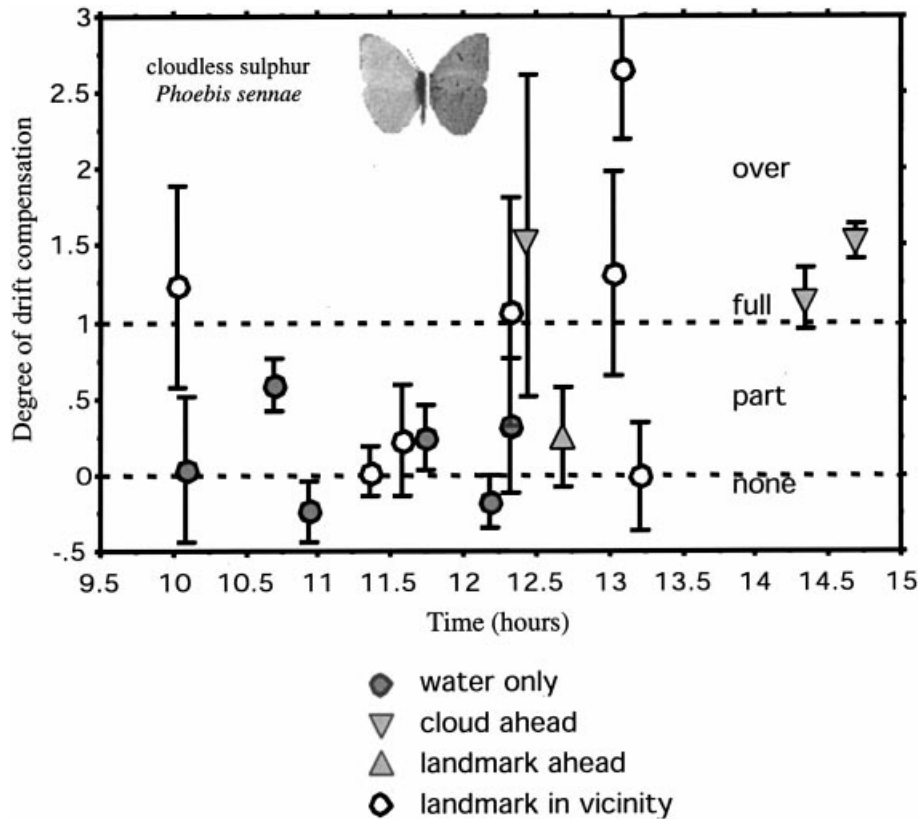 3
cloudless sulphur
Phoebis sennae
2.5
2
over
1.5
full
1
part
.5
0
none
-.5
9.5 10 10.5 11 11.5 12 12.5 13 13.5 14 14.5 15
Degree of drift compensation
Time (hours)
water only
cloud ahead
landmark ahead
landmark in vicinity